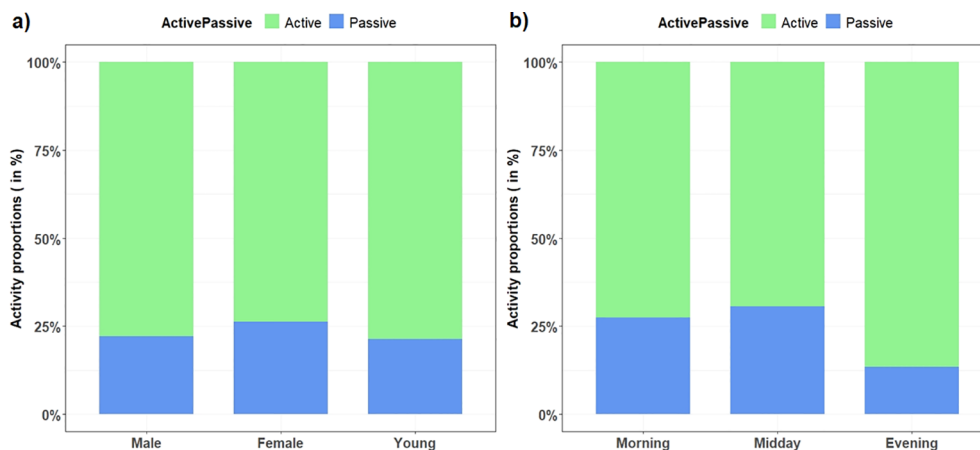 a)
ActivePassive Active Passive
Activity proportions ( in %)
100%
75%
50%
25%
0%
Male Female Young
b)
ActivePassive Active Passive
Activity proportions ( in %)
100%
75%
50%
25%
0%
Morning Midday Evening